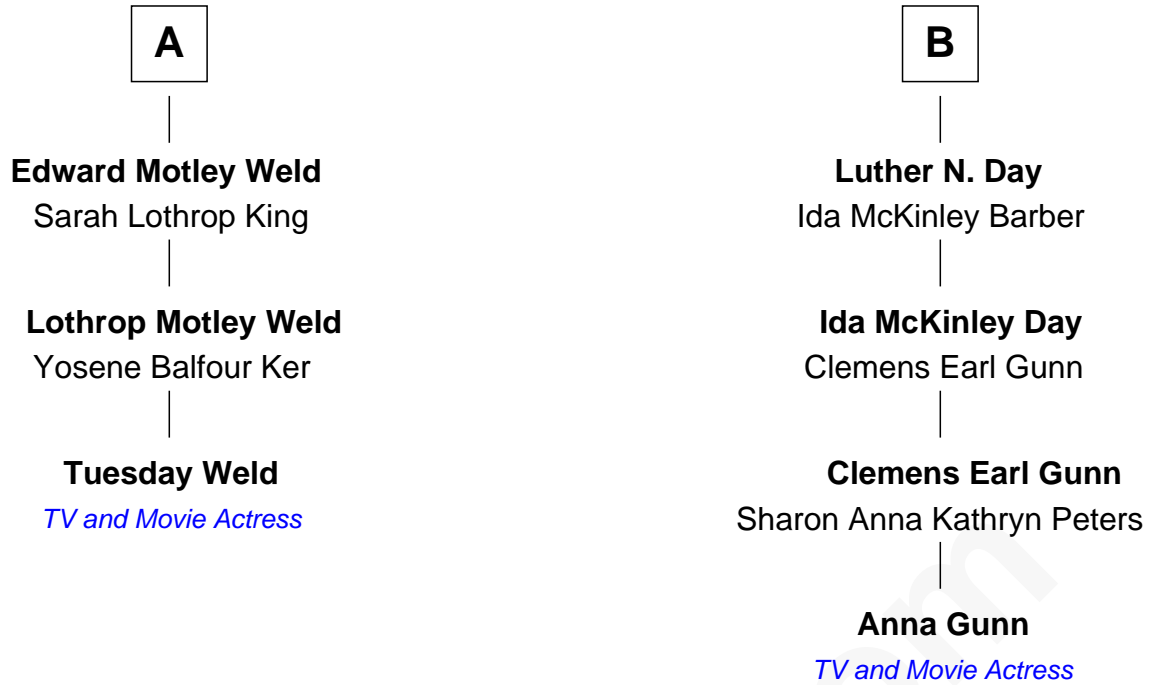 A
Edward Motley Weld
Sarah Lothrop King
Lothrop Motley Weld
Yosene Balfour Ker
Tuesday Weld
TV and Movie Actress
B
Luther N. Day
Ida McKinley Barber
Ida McKinley Day
Clemens Earl Gunn
Clemens Earl Gunn
Sharon Anna Kathryn Peters
Anna Gunn
TV and Movie Actress